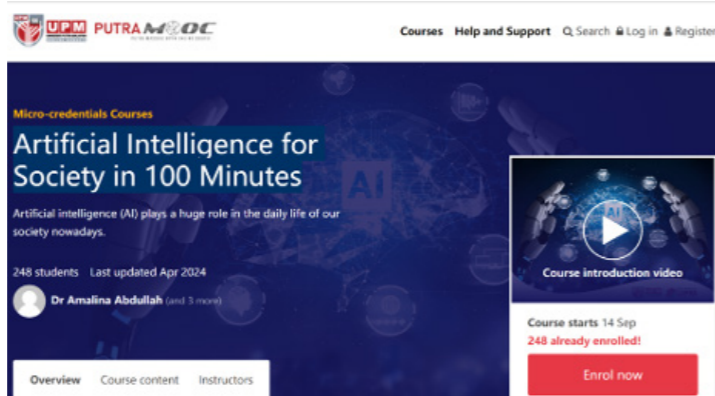 UPM PUTRA MOOC
Courses Help and Support Search Log in Register
Micro-credentials Courses
Artificial Intelligence for
Society in 100 Minutes
AI
Artificial intelligence (AI) plays a huge role in the daily life of our
society nowadays.
248 students Last updated Apr 2024
Dr Amalina Abdullah (and 3 more)
AI
Course introduction video
Course starts 14 Sep
248 already enrolled!
Enrol now
Overview Course content Instructors